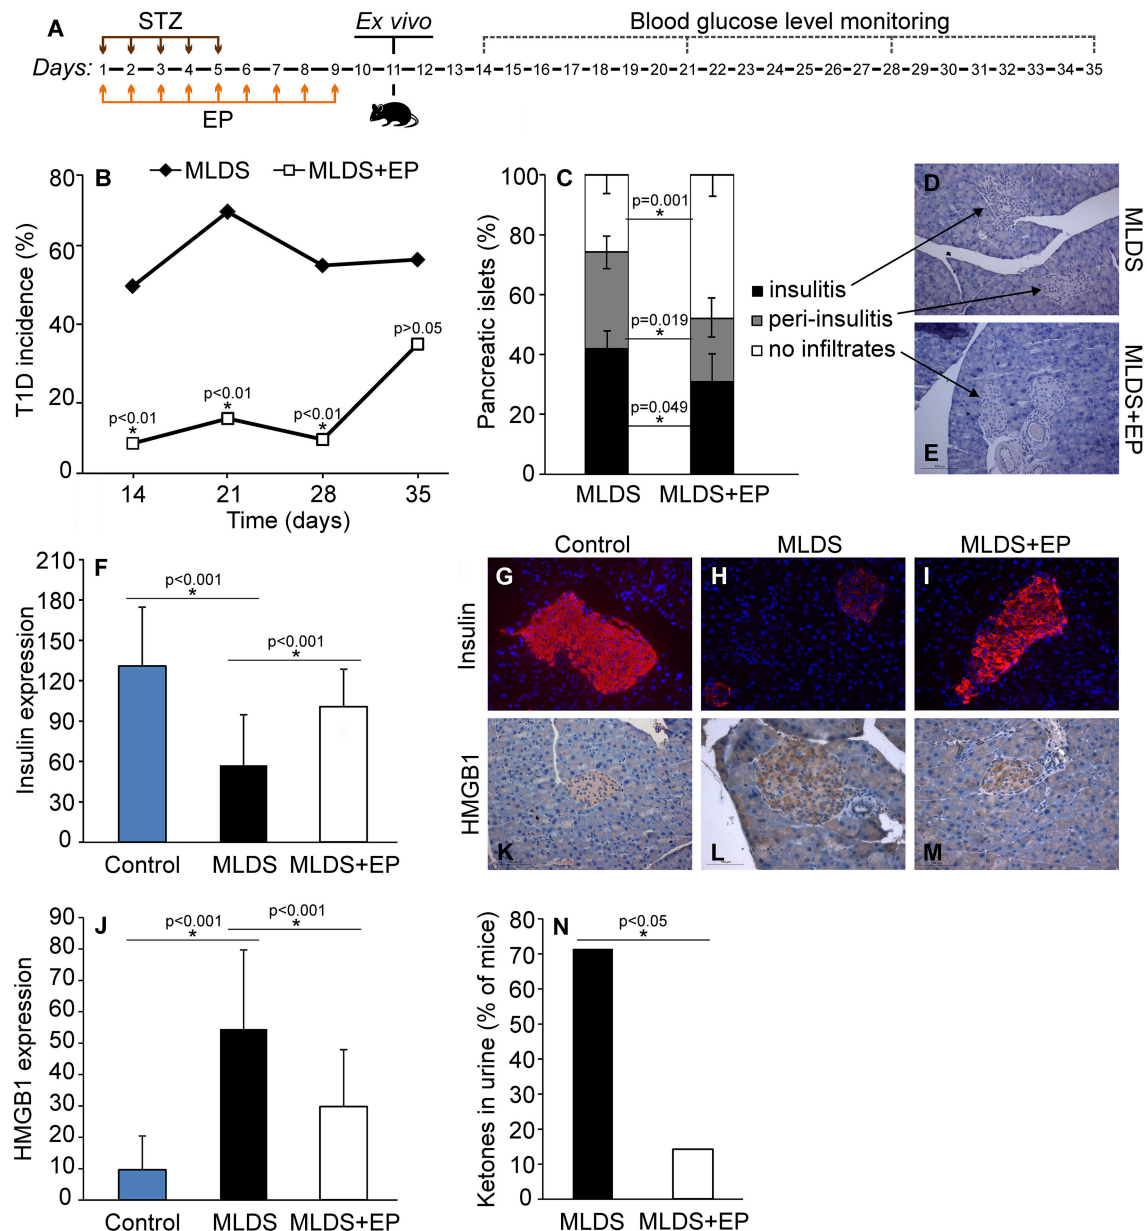 A
STZ
Ex vivo
Blood glucose level monitoring
Days: 1 2 3 4 5 6 7 8 9 10 11 12 13 14 15 16 17 18 19 20 21 22 23 24 25 26 27 28 29 30 31 32 33 34 35
EP
B
MLDS
MLDS+EP
T1D incidence (%)
80
60
40
20
0
p<0.01
*
p<0.01
*
p<0.01
*
p>0.05
14 21 28 35
Time (days)
C
Pancreatic islets (%)
100
80
60
40
20
0
p=0.001
*
p=0.019
*
p=0.049
*
MLDS MLDS+EP
insulitis
peri-insulitis
no infiltrates
D
MLDS
E
MLDS+EP
F
Insulin expression
210
180
150
120
90
60
30
0
p<0.001
*
p<0.001
*
Control MLDS MLDS+EP
Control MLDS MLDS+EP
Insulin
G
H
I
HMGB1
K
L
M
J
HMGB1 expression
90
80
70
60
50
40
30
20
10
0
p<0.001
*
p<0.001
*
Control MLDS MLDS+EP
N
Ketones in urine (% of mice)
80
70
60
50
40
30
20
10
0
p<0.05
*
MLDS MLDS+EP